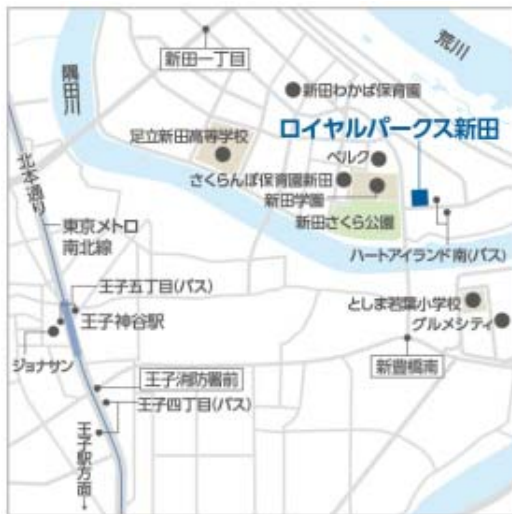 新田一丁目
荒川
隅田川
新田わかば保育園
足立新田高等学校
ロイヤルパークス新田
ベルク
さくらんぼ保育園新田
新田学園
新田さくら公園
ハートアイランド南(バス)
北本通り
東京メトロ
南北線
王子五丁目(バス)
王子神谷駅
ジョナサン
としま若葉小学校
グルメシティ
新豊橋南
王子消防署前
王子四丁目(バス)
王子駅方面